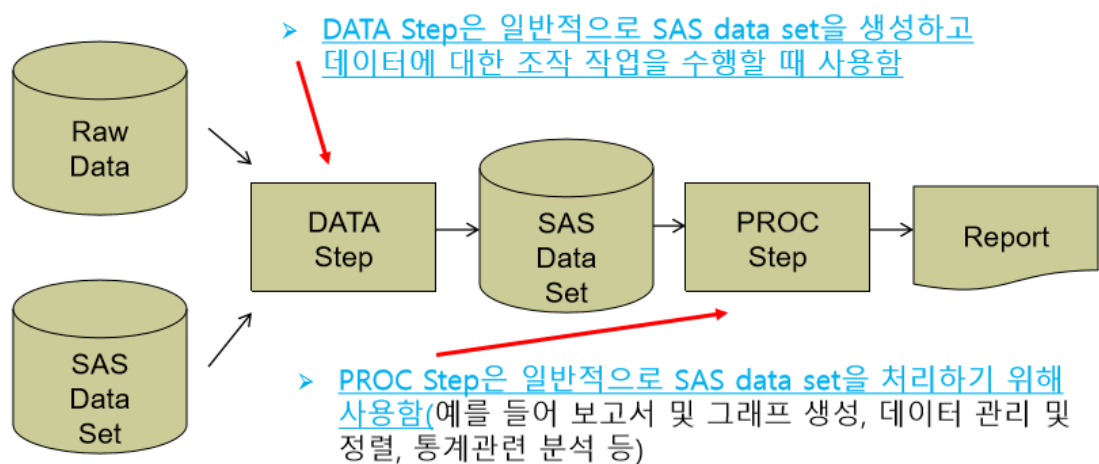 ➢ DATA Step은 일반적으로 SAS data set을 생성하고
데이터에 대한 조작 작업을 수행할 때 사용함
Raw
Data
DATA
Step
SAS
Data
Set
PROC
Step
Report
SAS
Data
Set
➢ PROC Step은 일반적으로 SAS data set을 처리하기 위해
사용함(예를 들어 보고서 및 그래프 생성, 데이터 관리 및
정렬, 통계관련 분석 등)